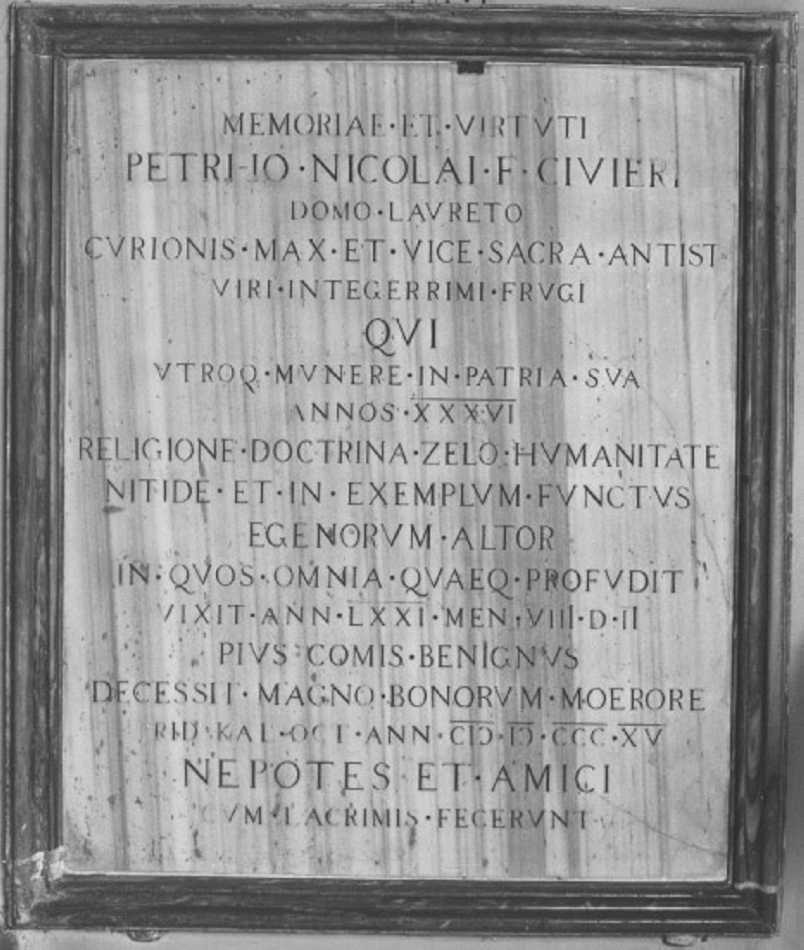 MEMORIAE·ET·VIRTVTI
PETRI·IO·NICOLAI·F·CIVIERI
DOMO·LAVRETO
CVRIONIS·MAX·ET·VICE·SACRA·ANTIST
VIRI·INTEGERRIMI·FRVGI
QVI
VTROQ·MVNERE·IN·PATRIA·SVA
ANNOS·XXXVI
RELIGIONE·DOCTRINA·ZELO·HVMANITATE
NITIDE·ET·IN·EXEMPLVM·FVNCTVS
EGENORVM·ALTOR
IN·QVOS·OMNIA·QVAEQ·PROFVDIT
VIXIT·ANN·LXXI·MEN·VIII·D·II
PIVS·COMIS·BENIGNVS
DECESSIT·MAGNO·BONORVM·MOERORE
KAL·OCT·ANN·CIƆ·IƆ·CCC·XV
NEPOTES·ET·AMICI
CVM·LACRIMIS·FECERVNT